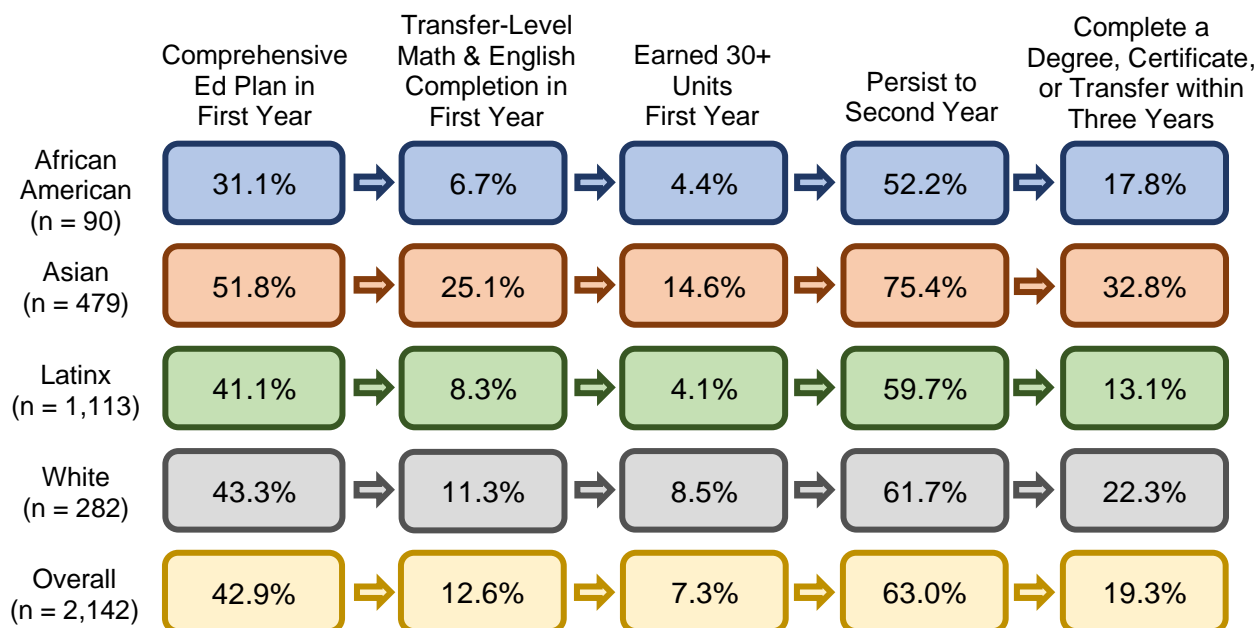 Comprehensive
Ed Plan in
First Year
Transfer-Level
Math & English
Completion in
First Year
Earned 30+
Units
First Year
Persist to
Second Year
Complete a
Degree, Certificate,
or Transfer within
Three Years
African
American
(n = 90)
31.1%
6.7%
4.4%
52.2%
17.8%
Asian
(n = 479)
51.8%
25.1%
14.6%
75.4%
32.8%
Latinx
(n = 1,113)
41.1%
8.3%
4.1%
59.7%
13.1%
White
(n = 282)
43.3%
11.3%
8.5%
61.7%
22.3%
Overall
(n = 2,142)
42.9%
12.6%
7.3%
63.0%
19.3%